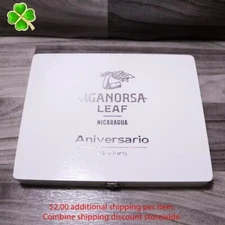 AGANORSA
LEAF
NICARAGUA
Aniversario
$2.00 additional shipping per item.
Combine shipping discount storewide.